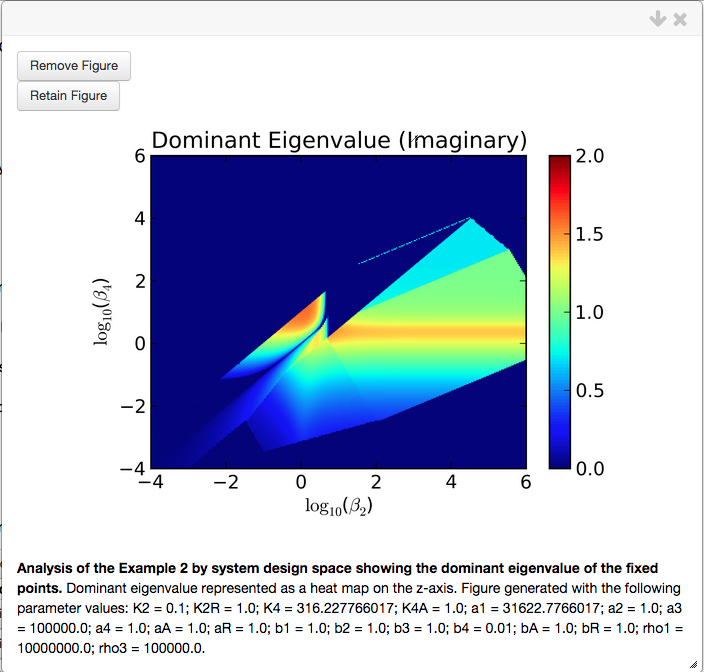 Remove Figure
Retain Figure
Dominant Eigenvalue (Imaginary)
6
4
2
0
−2
−4
−4 −2 0 2 4 6
log10(β4)
log10(β2)
2.0
1.5
1.0
0.5
0.0
Analysis of the Example 2 by system design space showing the dominant eigenvalue of the fixed
points. Dominant eigenvalue represented as a heat map on the z-axis. Figure generated with the following
parameter values: K2 = 0.1; K2R = 1.0; K4 = 316.227766017; K4A = 1.0; a1 = 31622.7766017; a2 = 1.0; a3
= 100000.0; a4 = 1.0; aA = 1.0; aR = 1.0; b1 = 1.0; b2 = 1.0; b3 = 1.0; b4 = 0.01; bA = 1.0; bR = 1.0; rho1 =
10000000.0; rho3 = 100000.0.